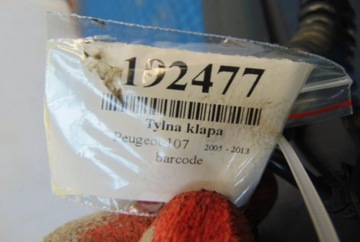 192477
Tylna klapa
Peugeot 107 2005 - 2013
barcode